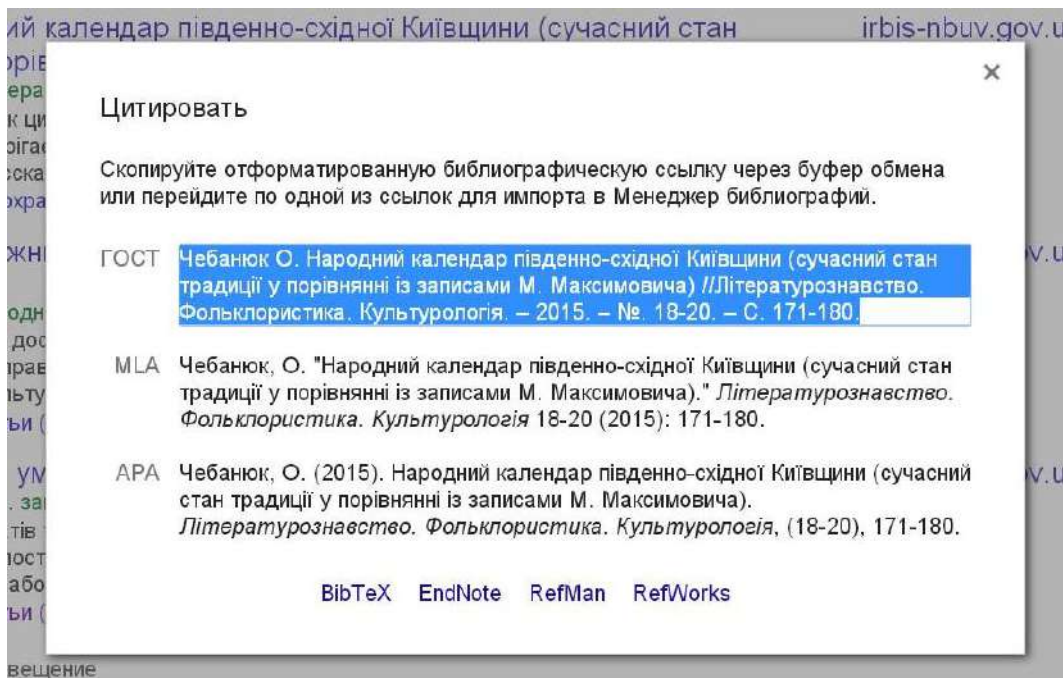 ий календар південно-східної Київщини (сучасний стан
irbis-nbuv.gov.u
×
Цитировать
Скопируйте отформатированную библиографическую ссылку через буфер обмена
или перейдите по одной из ссылок для импорта в Менеджер библиографий.
ГОСТ Чебанюк О. Народний календар південно-східної Київщини (сучасний стан
традиції у порівнянні із записами М. Максимовича) //Літературознавство.
Фольклористика. Культурологія. – 2015. – №. 18-20. – С. 171-180.
MLA Чебанюк, О. "Народний календар південно-східної Київщини (сучасний стан
традиції у порівнянні із записами М. Максимовича)." Літературознавство.
Фольклористика. Культурологія 18-20 (2015): 171-180.
APA Чебанюк, О. (2015). Народний календар південно-східної Київщини (сучасний
стан традиції у порівнянні із записами М. Максимовича).
Літературознавство. Фольклористика. Культурологія, (18-20), 171-180.
BibTeX EndNote RefMan RefWorks
вещение